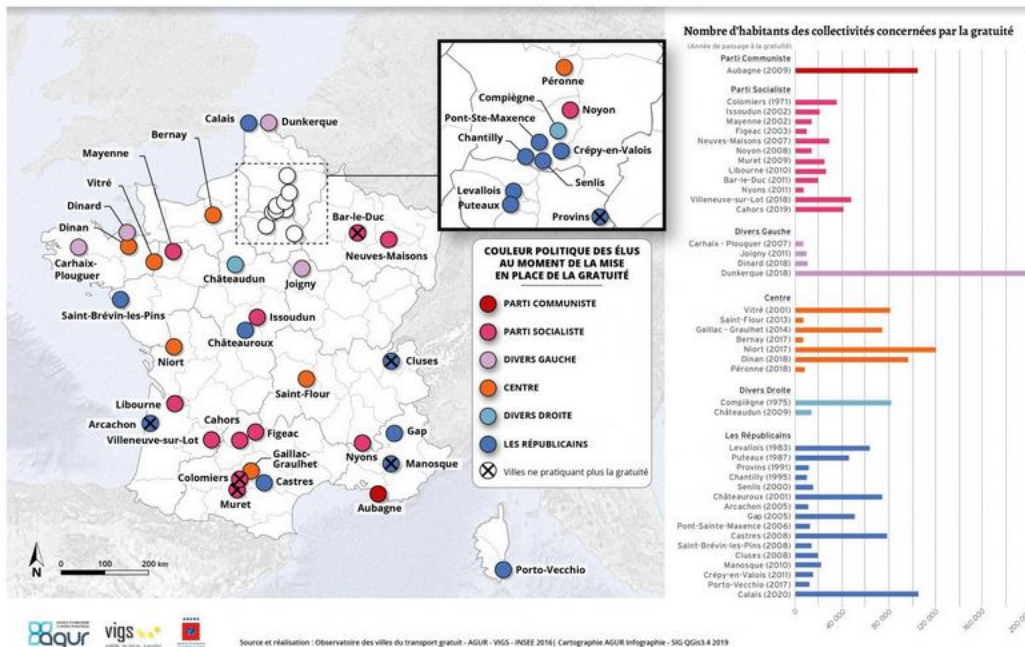 Calais
Dunkerque
Bernay
Mayenne
Vitré
Dinard
Dinan
Carhaix-
Plouguer
Saint-Brévin-les-Pins
Châteaudun
Joigny
Bar-le-Duc
Neuves-Maisons
Issoudun
Châteauroux
Niort
Cluses
Saint-Flour
Libourne
Arcachon
Cahors
Villeneuve-sur-Lot
Figeac
Gap
Nyons
Manosque
Gaillac-
Graulhet
Colomiers
Castres
Muret
Aubagne
Porto-Vecchio
N
0 100 200 km
Péronne
Compiègne
Noyon
Pont-Ste-Maxence
Chantilly
Crépy-en-Valois
Senlis
Levallois
Puteaux
Provins
COULEUR POLITIQUE DES ÉLUS
AU MOMENT DE LA MISE
EN PLACE DE LA GRATUITÉ
PARTI COMMUNISTE
PARTI SOCIALISTE
DIVERS GAUCHE
CENTRE
DIVERS DROITE
LES RÉPUBLICAINS
Villes ne pratiquant plus la gratuité
Nombre d'habitants des collectivités concernées par la gratuité
(Année de passage à la gratuité)
Parti Communiste
Aubagne (2009)
Parti Socialiste
Colomiers (1971)
Issoudun (2002)
Mayenne (2002)
Figeac (2003)
Neuves-Maisons (2007)
Noyon (2008)
Muret (2009)
Libourne (2010)
Bar-le-Duc (2011)
Nyons (2011)
Villeneuve-sur-Lot (2018)
Cahors (2019)
Divers Gauche
Carhaix - Plouguer (2007)
Joigny (2011)
Dinard (2018)
Dunkerque (2018)
Centre
Vitré (2001)
Saint-Flour (2013)
Gaillac - Graulhet (2014)
Bernay (2017)
Niort (2017)
Dinan (2018)
Péronne (2018)
Divers Droite
Compiègne (1975)
Châteaudun (2009)
Les Républicains
Levallois (1983)
Puteaux (1987)
Provins (1991)
Chantilly (1995)
Senlis (2000)
Châteauroux (2001)
Arcachon (2005)
Gap (2005)
Pont-Sainte-Maxence (2006)
Castres (2008)
Saint-Brévin-les-Pins (2008)
Cluses (2008)
Manosque (2010)
Crépy-en-Valois (2011)
Porto-Vecchio (2017)
Calais (2020)
0 40 000 80 000 120 000 160 000 200 0
agur
vigs
Source et réalisation : Observatoire des villes du transport gratuit - AGUR - VIGS - INSEE 2016| Cartographie AGUR Infographie - SIG QGis3.4 2019